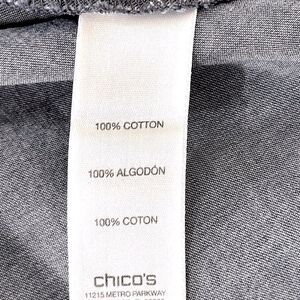 100% COTTON
100% ALGODÓN
100% COTON
chico's
11215 METRO PARKWAY